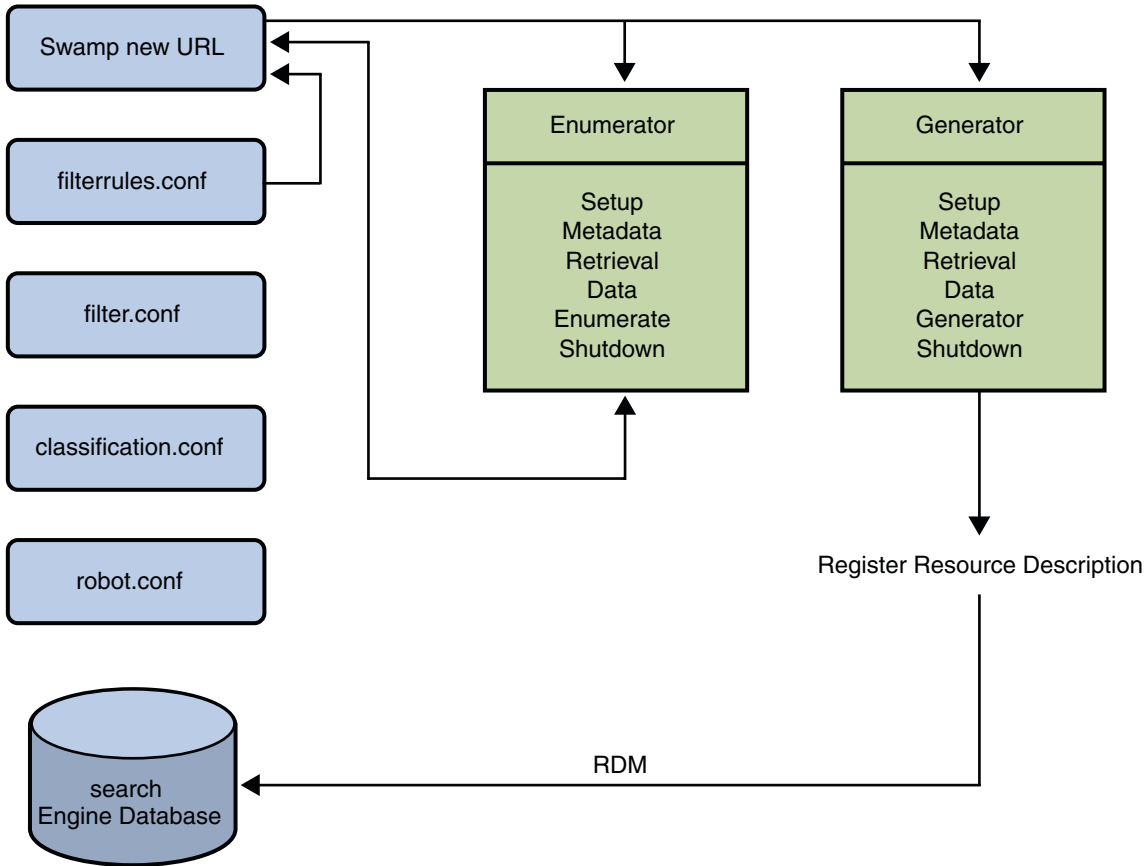 Swamp new URL
filterrules.conf
filter.conf
classification.conf
robot.conf
search
Engine Database
Enumerator
Setup
Metadata
Retrieval
Data
Enumerate
Shutdown
Generator
Setup
Metadata
Retrieval
Data
Generator
Shutdown
Register Resource Description
RDM